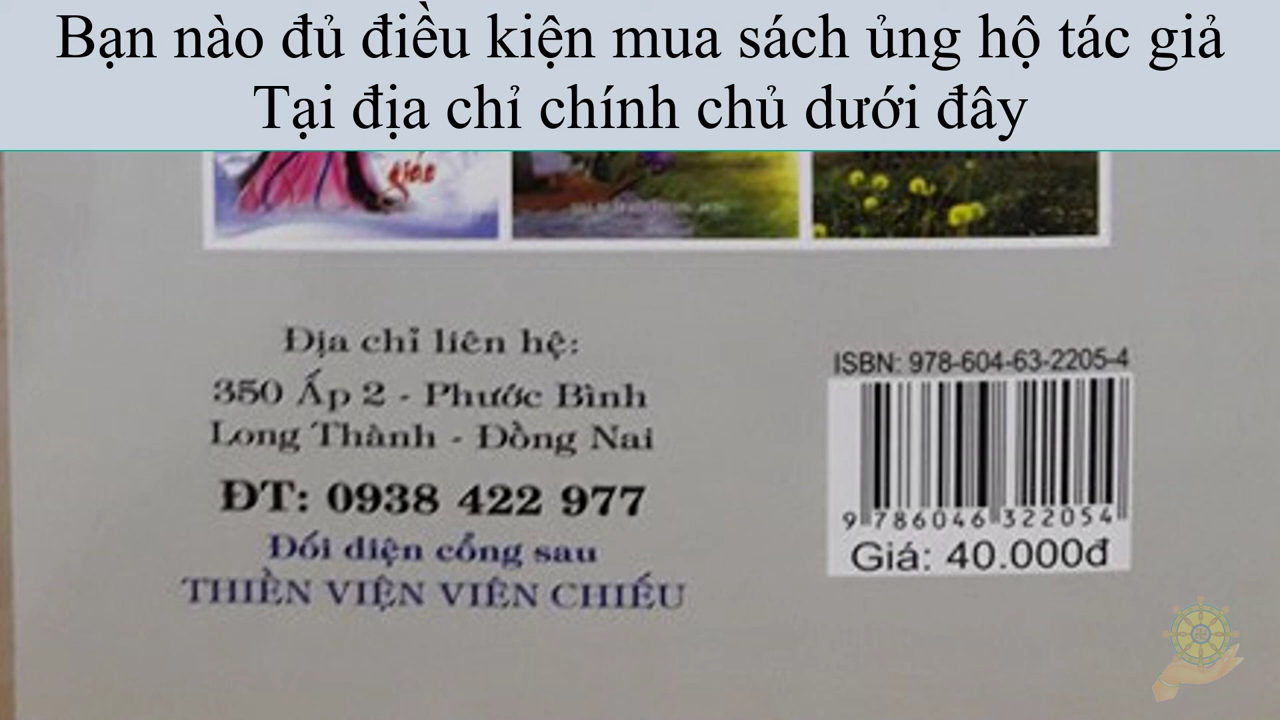 Bạn nào đủ điều kiện mua sách ủng hộ tác giả
Tại địa chỉ chính chủ dưới đây
giác
Địa chỉ liên hệ:
350 Ấp 2 - Phước Bình
Long Thành - Đồng Nai
ĐT: 0938 422 977
Đối diện cổng sau
THIỀN VIỆN VIÊN CHIẾU
ISBN: 978-604-63-2205-4
9 786046 322054
Giá: 40.000đ